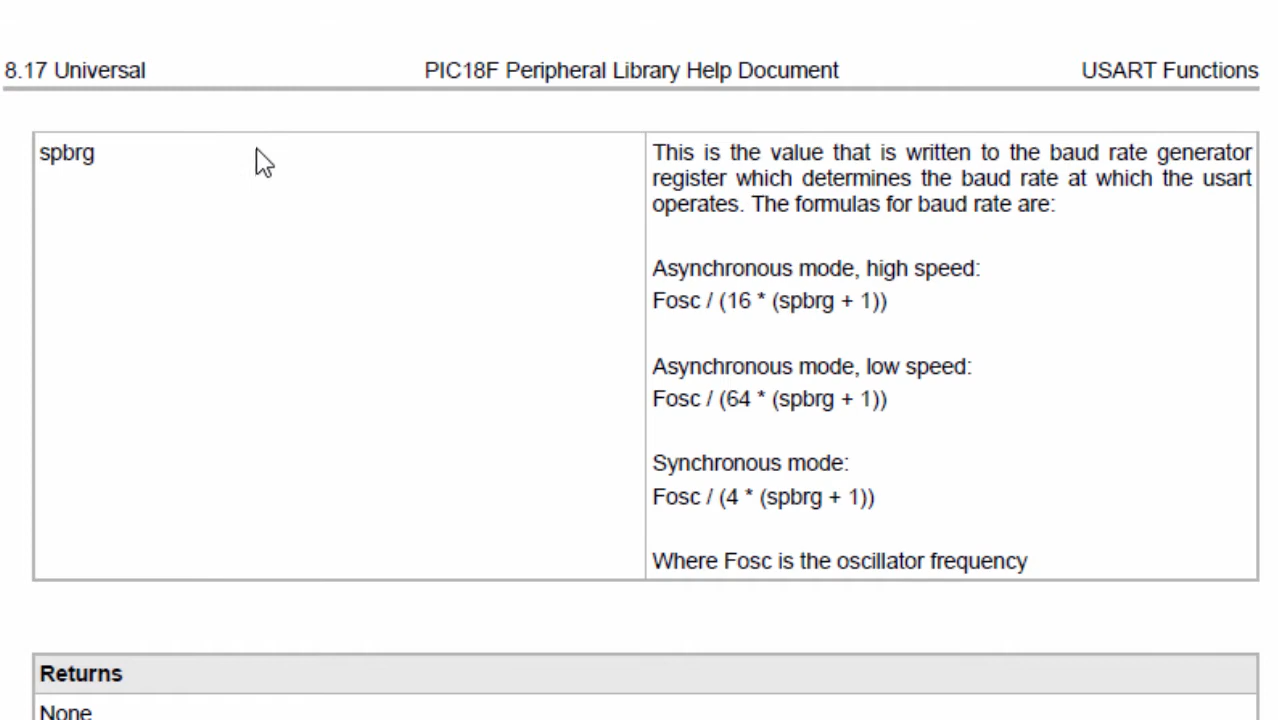 8.17 Universal PIC18F Peripheral Library Help Document USART Functions
spbrg
This is the value that is written to the baud rate generator
register which determines the baud rate at which the usart
operates. The formulas for baud rate are:
Asynchronous mode, high speed:
Fosc / (16 * (spbrg + 1))
Asynchronous mode, low speed:
Fosc / (64 * (spbrg + 1))
Synchronous mode:
Fosc / (4 * (spbrg + 1))
Where Fosc is the oscillator frequency
Returns
None